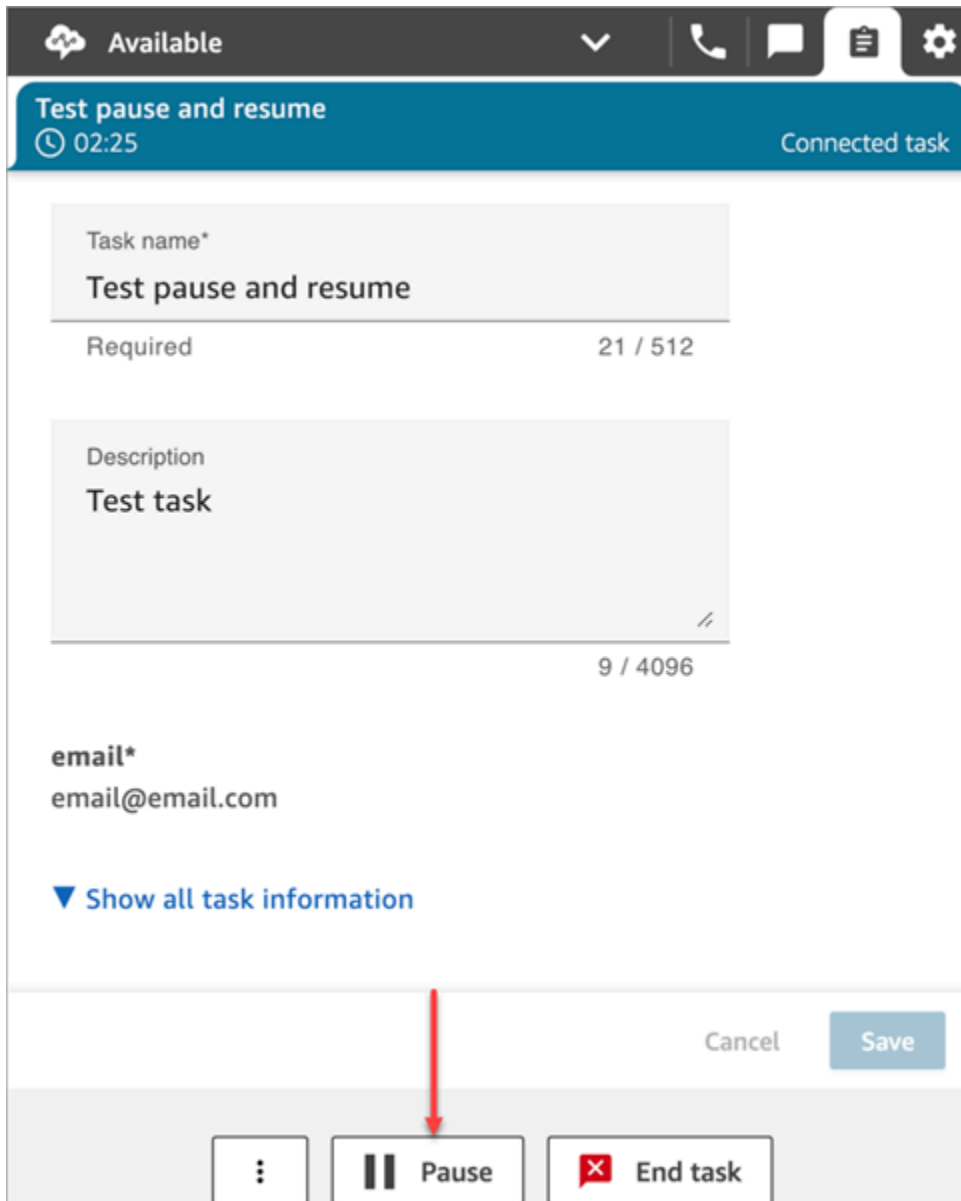 Available
Test pause and resume
02:25
Connected task
Task name*
Test pause and resume
Required 21 / 512
Description
Test task
9 / 4096
email*
email@email.com
Show all task information
Cancel Save
Pause End task